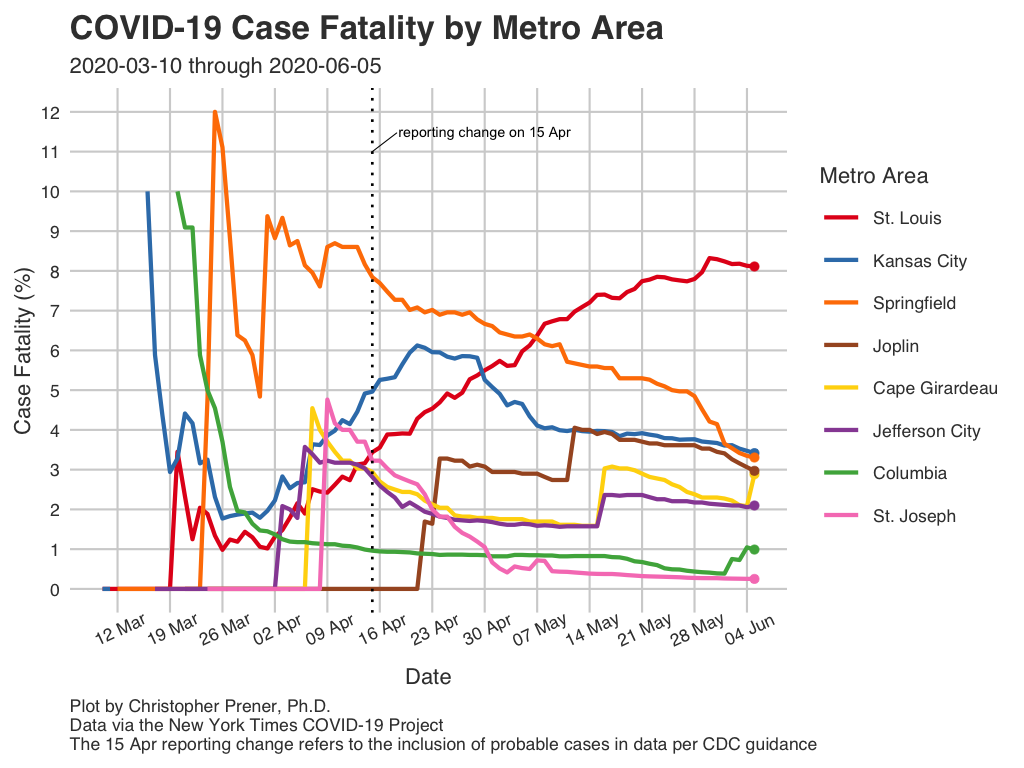 COVID-19 Case Fatality by Metro Area
2020-03-10 through 2020-06-05
12
11
10
9
8
7
6
5
4
3
2
1
0
Case Fatality (%)
reporting change on 15 Apr
12 Mar
19 Mar
26 Mar
02 Apr
09 Apr
16 Apr
23 Apr
30 Apr
07 May
14 May
21 May
28 May
04 Jun
Date
Metro Area
St. Louis
Kansas City
Springfield
Joplin
Cape Girardeau
Jefferson City
Columbia
St. Joseph
Plot by Christopher Prener, Ph.D.
Data via the New York Times COVID-19 Project
The 15 Apr reporting change refers to the inclusion of probable cases in data per CDC guidance